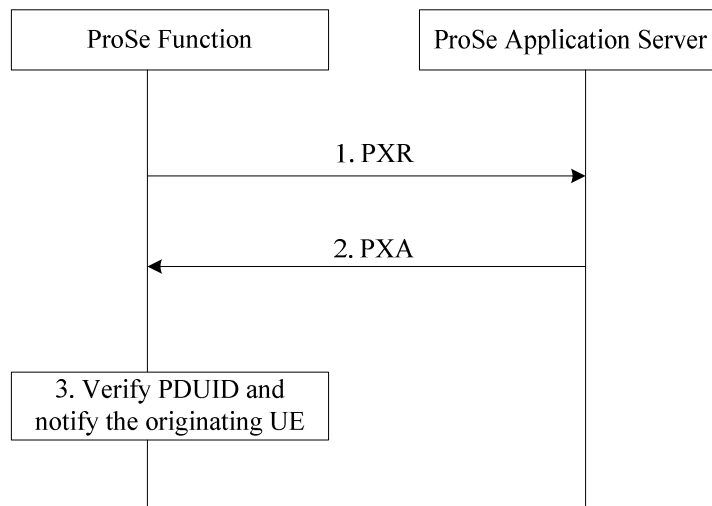 ProSe Function
ProSe Application Server
1. PXR
2. PXA
3. Verify PDUID and
notify the originating UE